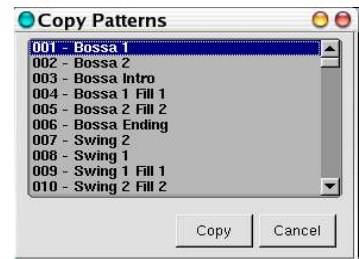 Copy Patterns
001 - Bossa 1
002 - Bossa 2
003 - Bossa Intro
004 - Bossa 1 Fill 1
005 - Bossa 2 Fill 2
006 - Bossa Ending
007 - Swing 2
008 - Swing 1
009 - Swing 1 Fill 1
010 - Swing 2 Fill 2
Copy Cancel